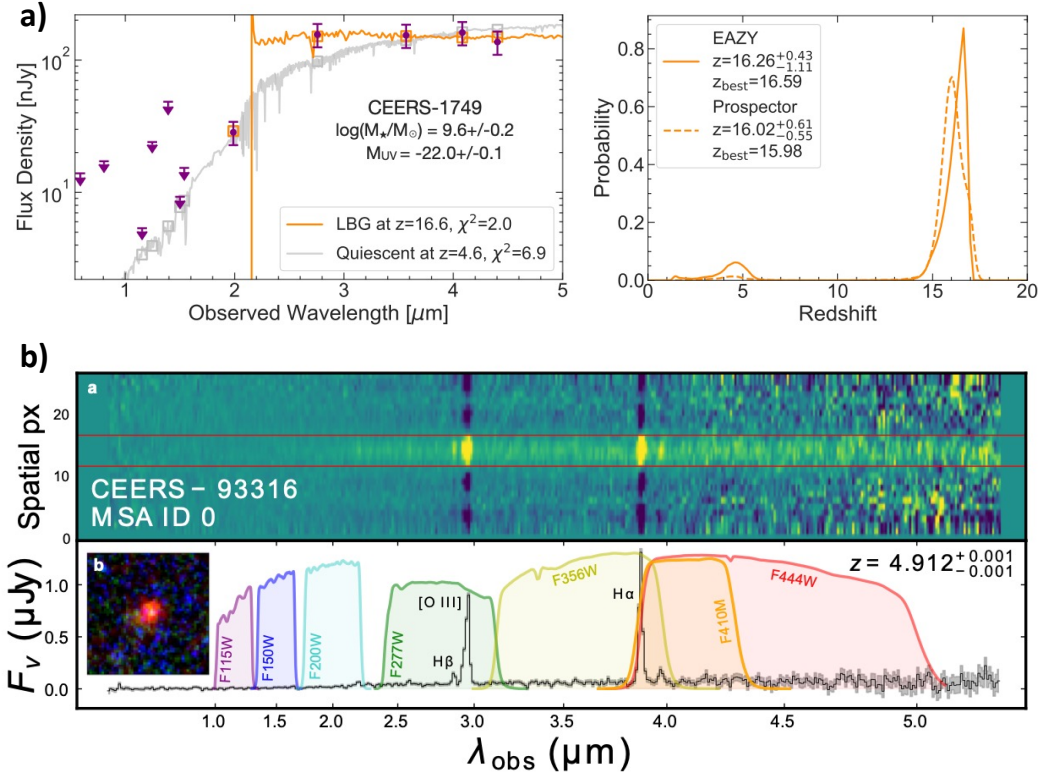 a)
Flux Density [nJy]
10²
10¹
CEERS-1749
log(M★/M⊙) = 9.6+/-0.2
MUV = -22.0+/-0.1
LBG at z=16.6, χ²=2.0
Quiescent at z=4.6, χ²=6.9
1 2 3 4 5
Observed Wavelength [μm]
Probability
0.8
0.6
0.4
0.2
0.0
EAZY
z=16.26+0.43−1.11
zbest=16.59
Prospector
z=16.02+0.61−0.55
zbest=15.98
0 5 10 15 20
Redshift
b)
a
Spatial px
20
10
0
CEERS – 93316
MSA ID 0
b
Fν (μJy)
1.0
0.5
0.0
F115W
F150W
F200W
F277W
Hβ
[O III]
F356W
Hα
F410M
F444W
z = 4.912+0.001−0.001
1.0 1.5 2.0 2.5 3.0 3.5 4.0 4.5 5.0
λobs (μm)